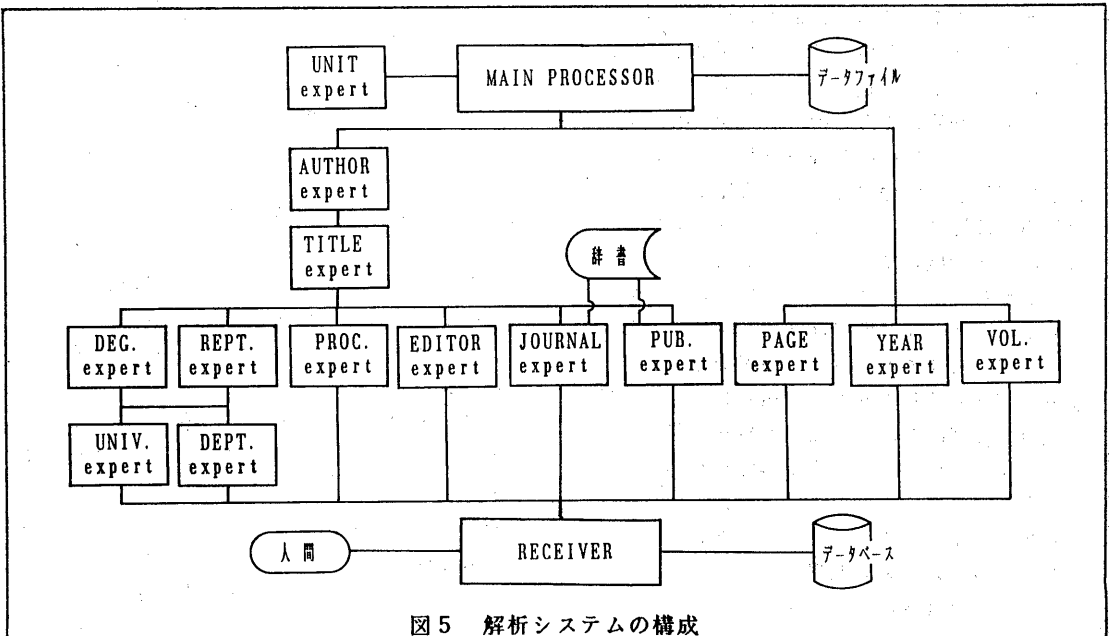 UNIT
expert
MAIN PROCESSOR
データファイル
AUTHOR
expert
TITLE
expert
辞書
DEG.
expert
REPT.
expert
PROC.
expert
EDITOR
expert
JOURNAL
expert
PUB.
expert
PAGE
expert
YEAR
expert
VOL.
expert
UNIV.
expert
DEPT.
expert
人間
RECEIVER
データベース
図5 解析システムの構成